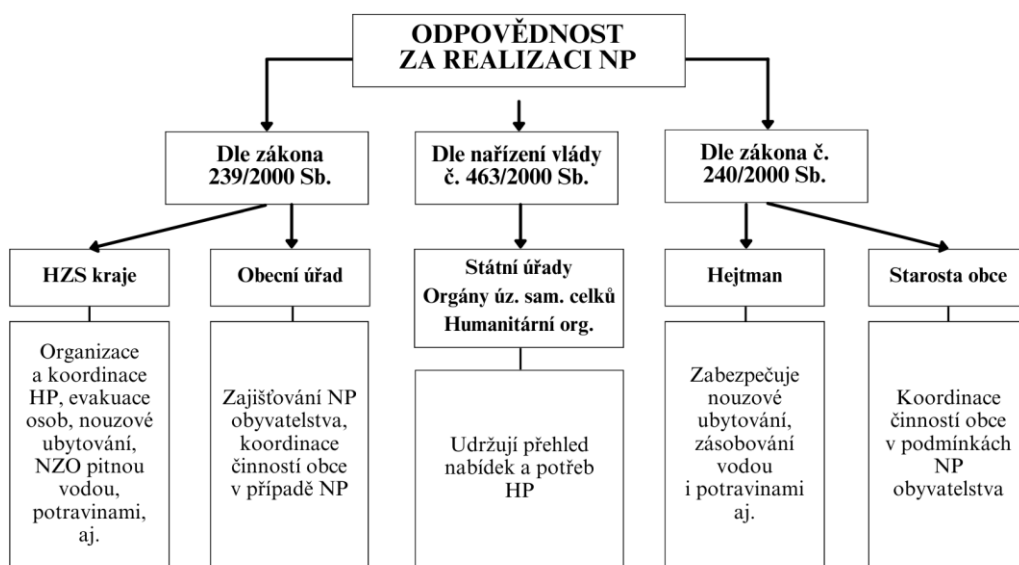 ODPOVĚDNOST
ZA REALIZACI NP
Dle zákona
239/2000 Sb.
Dle nařízení vlády
č. 463/2000 Sb.
Dle zákona č.
240/2000 Sb.
HZS kraje
Obecní úřad
Státní úřady
Orgány úz. sam. celků
Humanitární org.
Hejtman
Starosta obce
Organizace
a koordinace
HP, evakuace
osob, nouzové
ubytování,
NZO pitnou
vodou,
potravinami,
aj.
Zajišťování NP
obyvatelstva,
koordinace
činností obce
v případě NP
Udržují přehled
nabídek a potřeb
HP
Zabezpečuje
nouzové
ubytování,
zásobování
vodou
i potravinami
aj.
Koordinace
činností obce
v podmínkách
NP
obyvatelstva